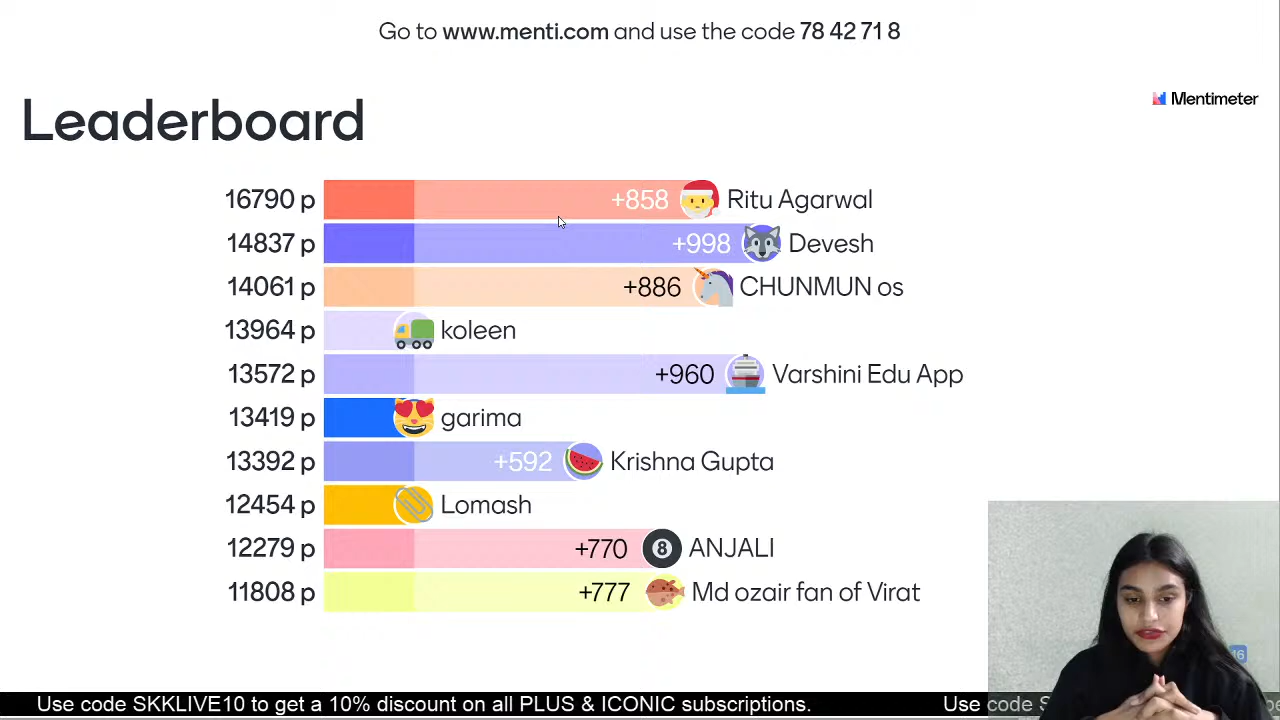 Go to www.menti.com and use the code 78 42 71 8
Mentimeter
Leaderboard
16790 p +858 Ritu Agarwal
14837 p +998 Devesh
14061 p +886 CHUNMUN os
13964 p koleen
13572 p +960 Varshini Edu App
13419 p garima
13392 p +592 Krishna Gupta
12454 p Lomash
12279 p +770 8 ANJALI
11808 p +777 Md ozair fan of Virat
16
Use code SKKLIVE10 to get a 10% discount on all PLUS & ICONIC subscriptions. Use code